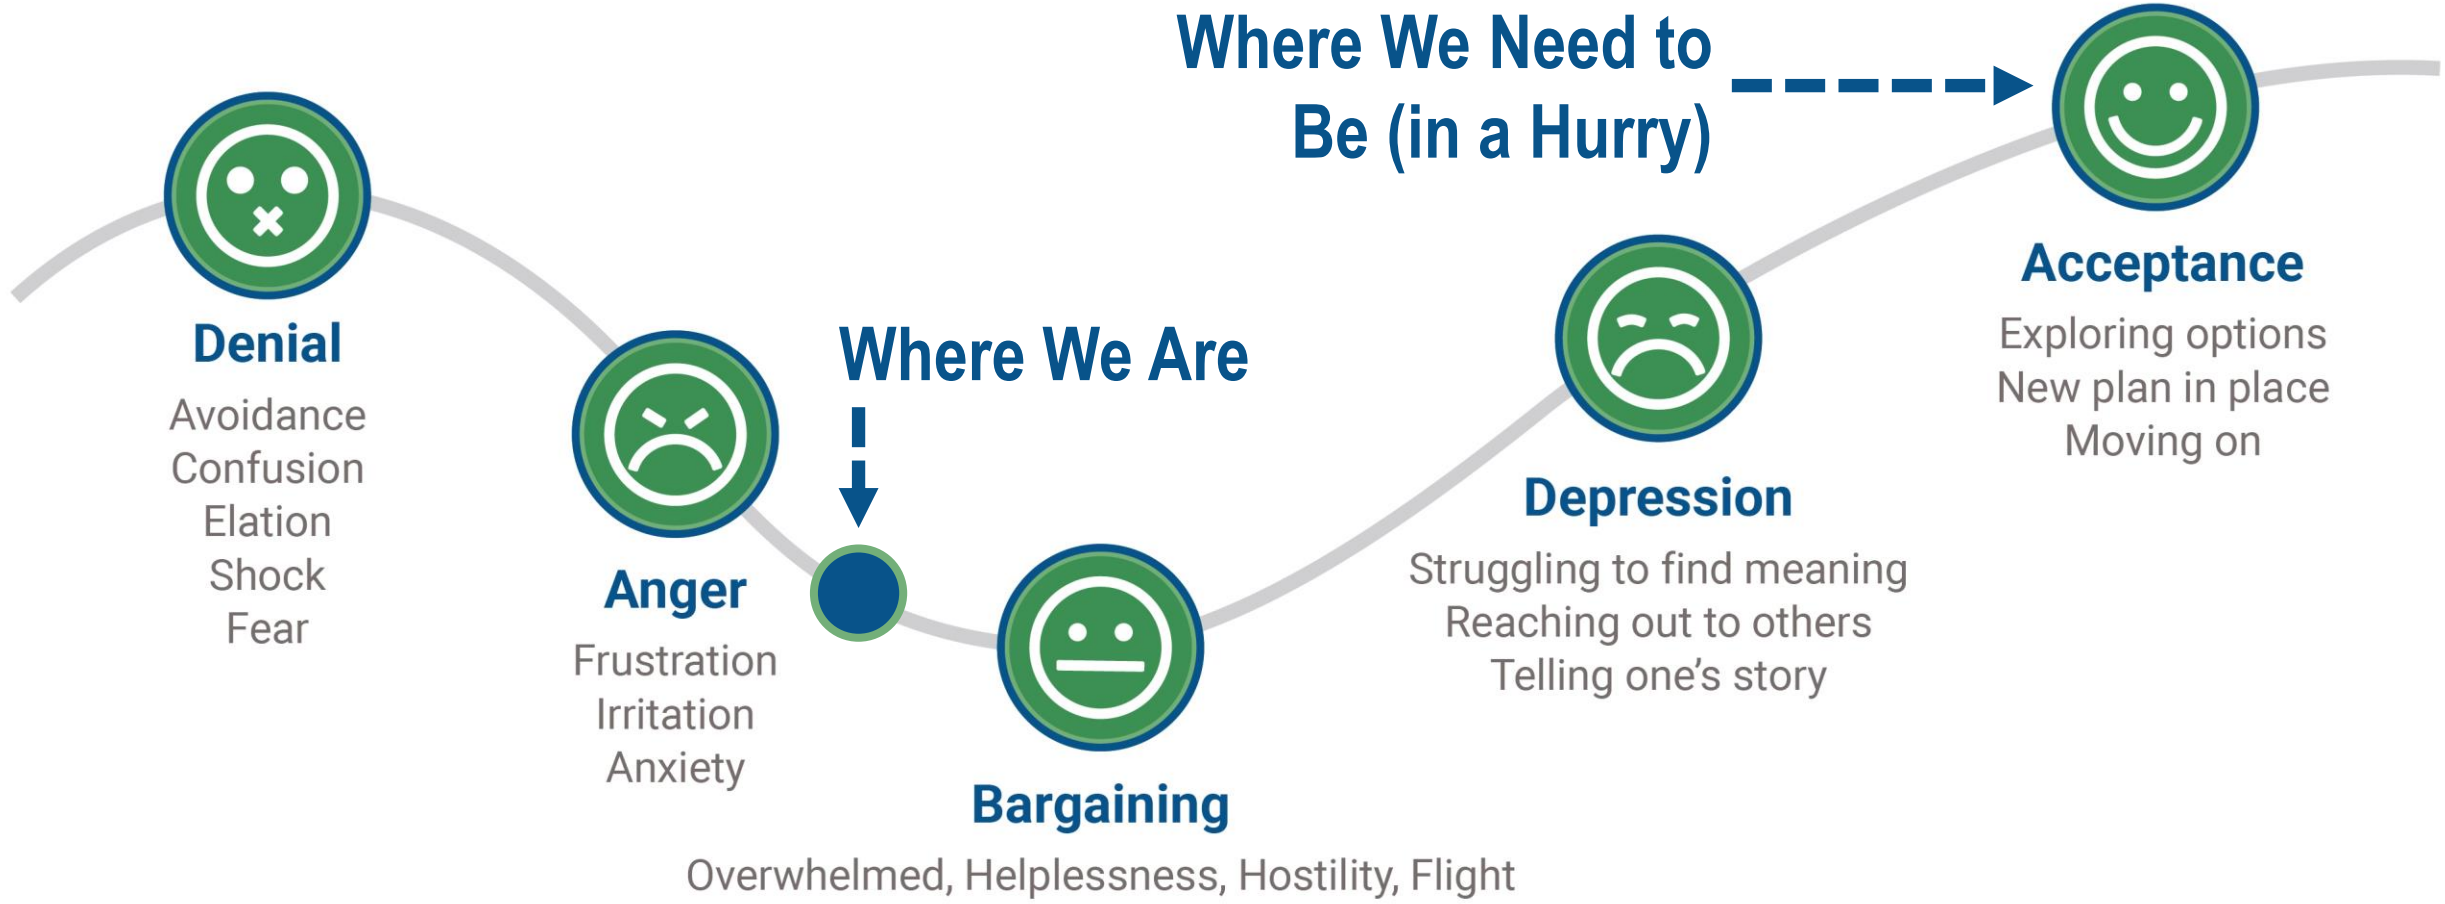 Where We Need to
Be (in a Hurry)
Denial
Avoidance
Confusion
Elation
Shock
Fear
Anger
Frustration
Irritation
Anxiety
Where We Are
Bargaining
Overwhelmed, Helplessness, Hostility, Flight
Depression
Struggling to find meaning
Reaching out to others
Telling one’s story
Acceptance
Exploring options
New plan in place
Moving on